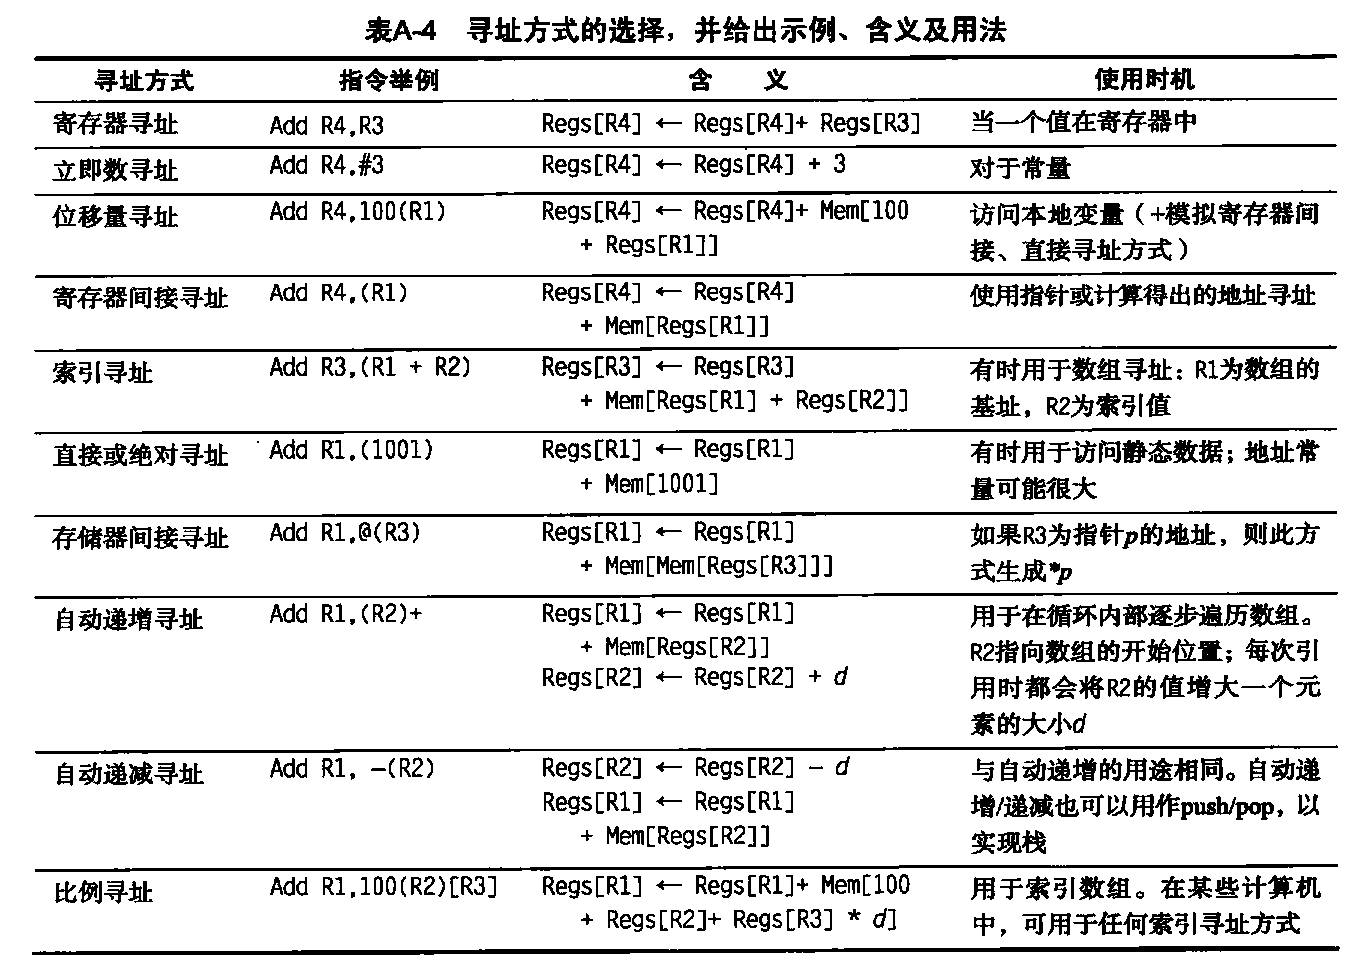 表A-4 寻址方式的选择，并给出示例、含义及用法
寻址方式 指令举例 含 义 使用时机
寄存器寻址 Add R4,R3 Regs[R4] ← Regs[R4]+ Regs[R3] 当一个值在寄存器中
立即数寻址 Add R4,#3 Regs[R4] ← Regs[R4] + 3 对于常量
位移量寻址 Add R4,100(R1) Regs[R4] ← Regs[R4]+ Mem[100 访问本地变量（+模拟寄存器间
+ Regs[R1]] 接、直接寻址方式）
寄存器间接寻址 Add R4,(R1) Regs[R4] ← Regs[R4] 使用指针或计算得出的地址寻址
+ Mem[Regs[R1]]
索引寻址 Add R3,(R1 + R2) Regs[R3] ← Regs[R3] 有时用于数组寻址：R1为数组的
+ Mem[Regs[R1] + Regs[R2]] 基址，R2为索引值
直接或绝对寻址 Add R1,(1001) Regs[R1] ← Regs[R1] 有时用于访问静态数据；地址常
+ Mem[1001] 量可能很大
存储器间接寻址 Add R1,@(R3) Regs[R1] ← Regs[R1] 如果R3为指针p的地址，则此方
+ Mem[Mem[Regs[R3]]] 式生成*p
自动递增寻址 Add R1,(R2)+ Regs[R1] ← Regs[R1] 用于在循环内部逐步遍历数组。
+ Mem[Regs[R2]] R2指向数组的开始位置；每次引
Regs[R2] ← Regs[R2] + d 用时都会将R2的值增大一个元
素的大小d
自动递减寻址 Add R1, –(R2) Regs[R2] ← Regs[R2] – d 与自动递增的用途相同。自动递
Regs[R1] ← Regs[R1] 增/递减也可以用作push/pop，以
+ Mem[Regs[R2]] 实现栈
比例寻址 Add R1,100(R2)[R3] Regs[R1] ← Regs[R1]+ Mem[100 用于索引数组。在某些计算机
+ Regs[R2]+ Regs[R3] * d] 中，可用于任何索引寻址方式